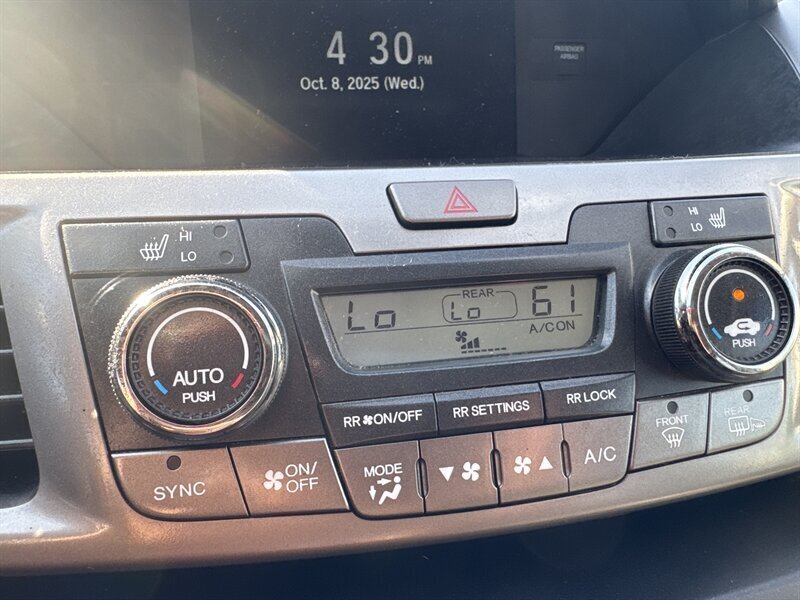 4 30 PM
Oct. 8, 2025 (Wed.)
PASSENGER
AIRBAG
HI
LO
HI
LO
REAR
Lo Lo 61
A/C ON
AUTO
PUSH
PUSH
RR ON/OFF
RR SETTINGS
RR LOCK
SYNC
ON/
OFF
MODE
A/C
FRONT
REAR